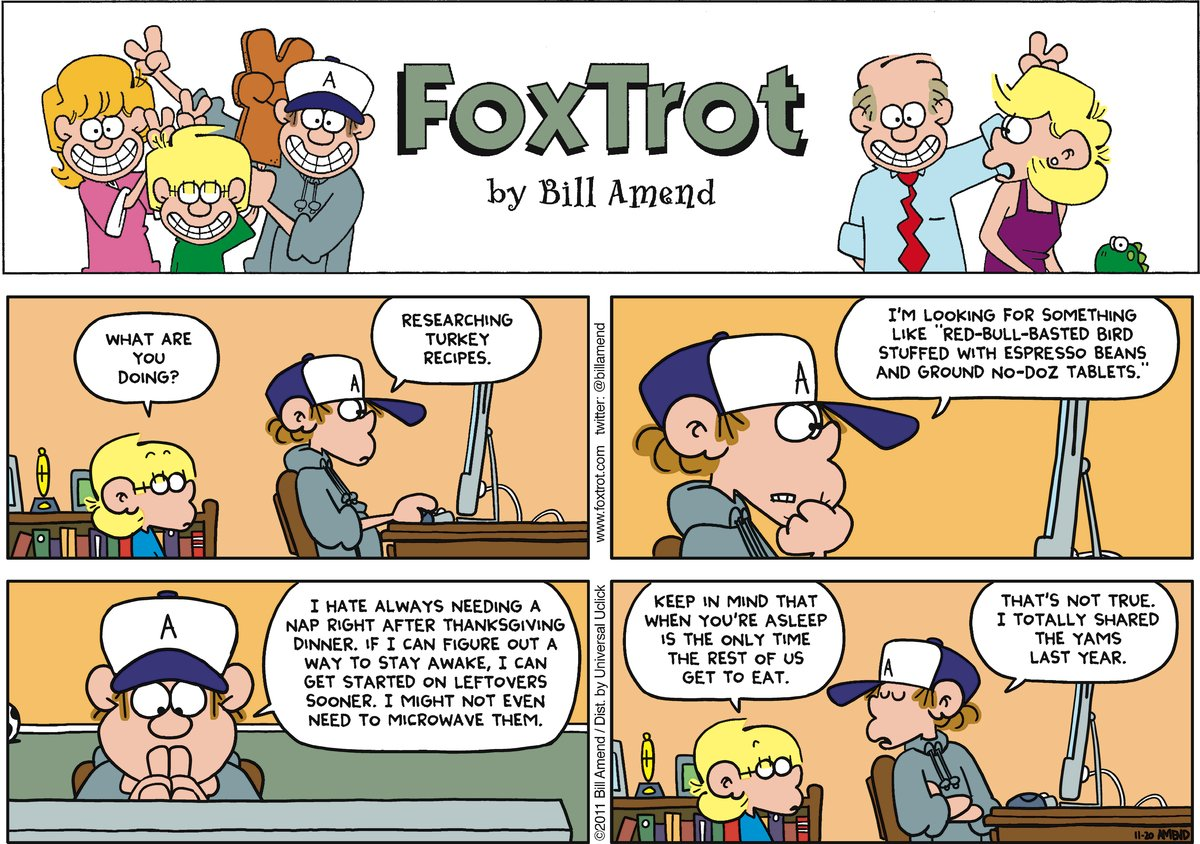 A
FoxTrot
by Bill Amend
WHAT ARE
YOU
DOING?
RESEARCHING
TURKEY
RECIPES.
A
www.foxtrot.com twitter: @billamend
I'M LOOKING FOR SOMETHING
LIKE "RED-BULL-BASTED BIRD
STUFFED WITH ESPRESSO BEANS
AND GROUND NO-DOZ TABLETS."
A
A
I HATE ALWAYS NEEDING A
NAP RIGHT AFTER THANKSGIVING
DINNER. IF I CAN FIGURE OUT A
WAY TO STAY AWAKE, I CAN
GET STARTED ON LEFTOVERS
SOONER. I MIGHT NOT EVEN
NEED TO MICROWAVE THEM.
©2011 Bill Amend / Dist. by Universal Uclick
KEEP IN MIND THAT
WHEN YOU'RE ASLEEP
IS THE ONLY TIME
THE REST OF US
GET TO EAT.
THAT'S NOT TRUE.
I TOTALLY SHARED
THE YAMS
LAST YEAR.
A
11-20 AMEND